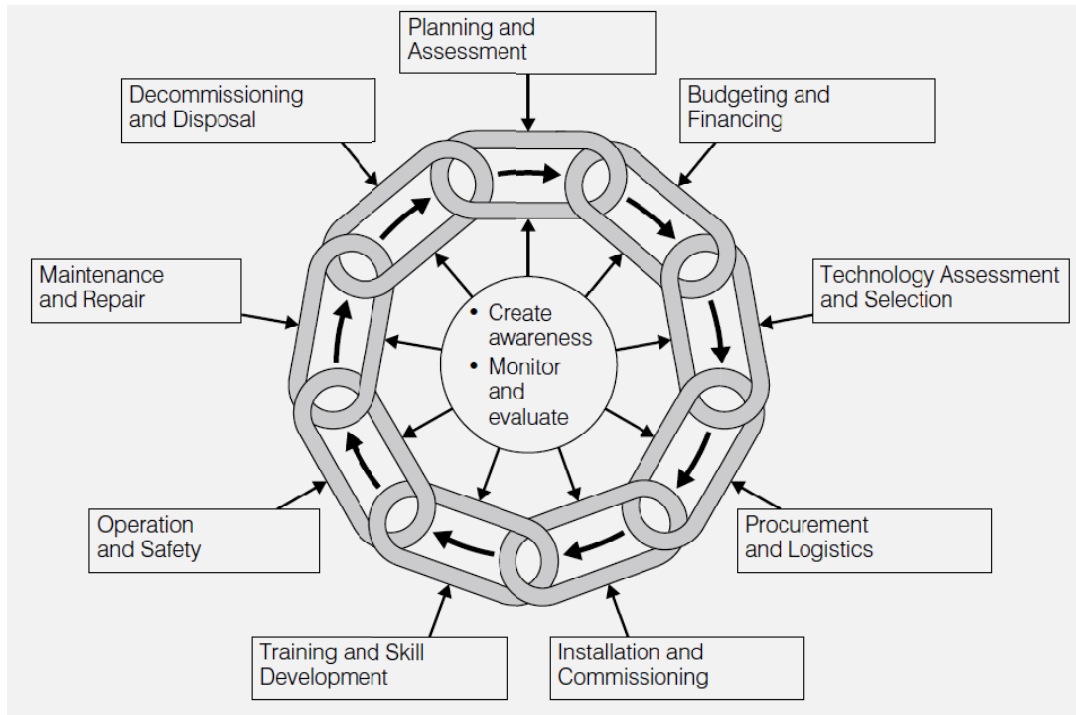 Planning and
Assessment
Budgeting and
Financing
Technology Assessment
and Selection
Procurement
and Logistics
Installation and
Commissioning
Training and Skill
Development
Operation
and Safety
Maintenance
and Repair
Decommissioning
and Disposal
• Create
awareness
• Monitor
and
evaluate